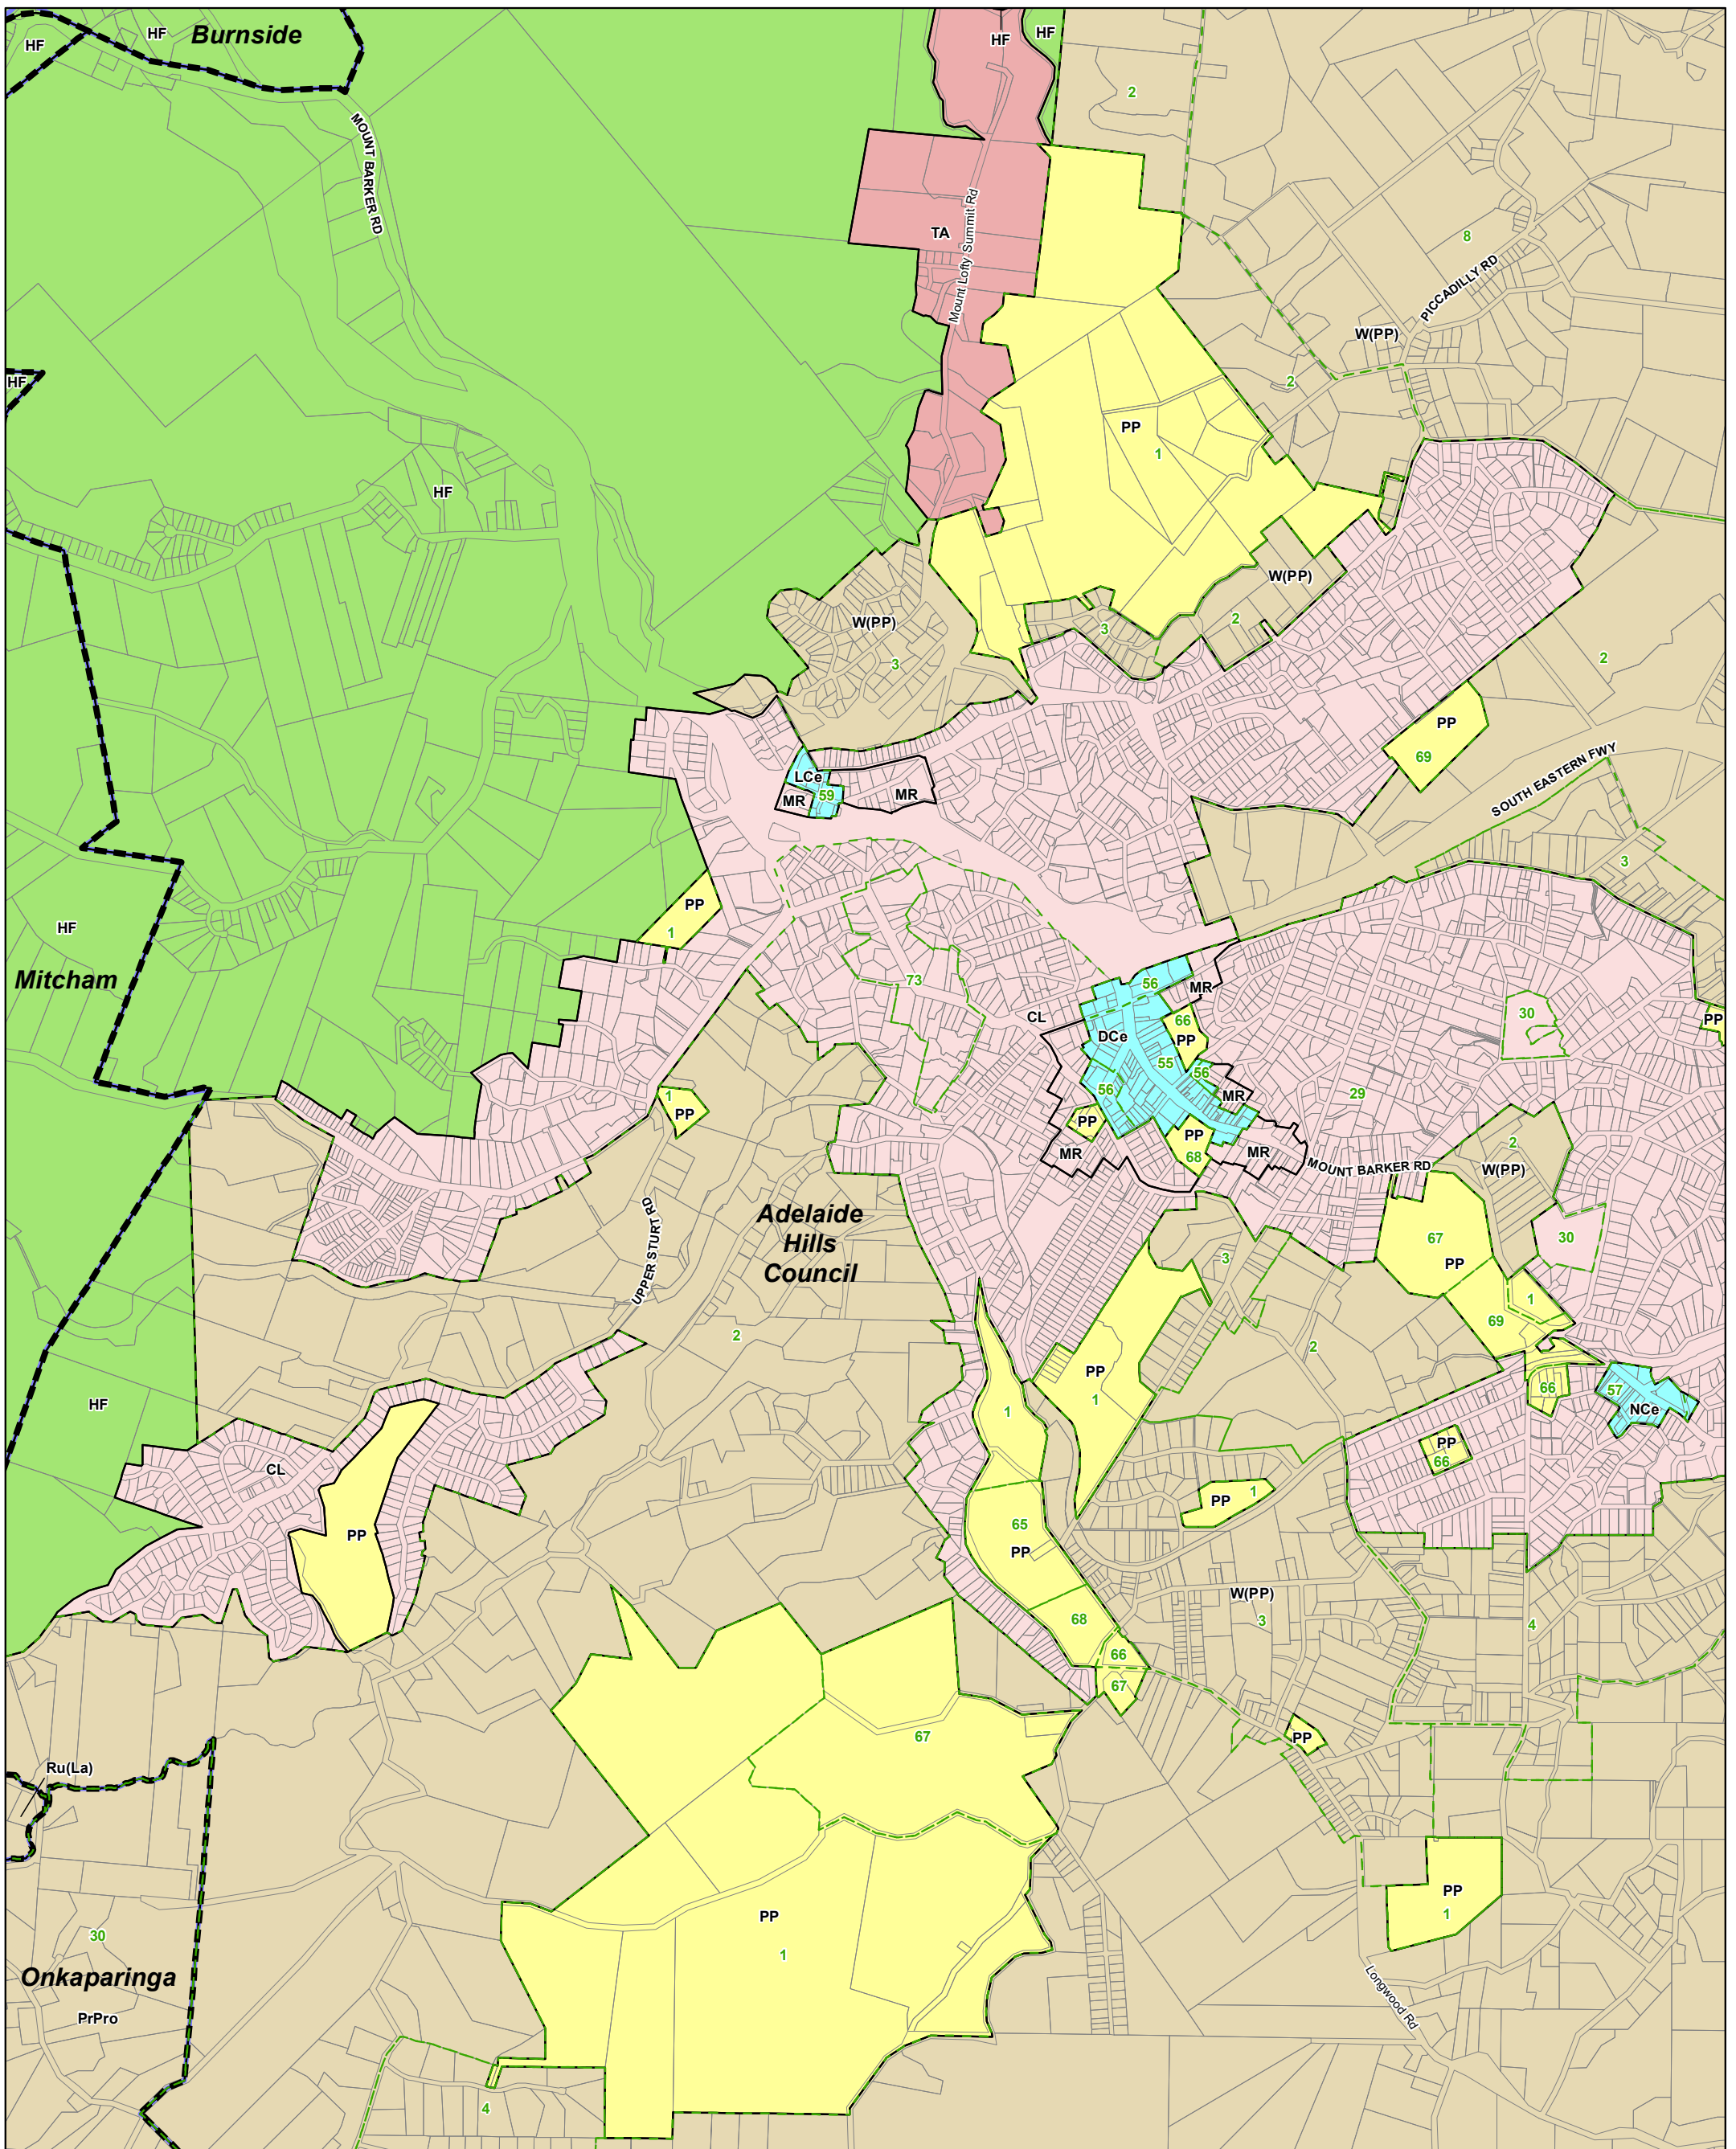 HF
HF
Burnside
HF
HF
2
MOUNT BARKER RD
TA
Mount Lofty Summit Rd
8
PICCADILLY RD
W(PP)
HF
2
PP
1
HF
W(PP)
2
W(PP)
3
3
2
PP
69
SOUTH EASTERN FWY
LCe
59
MR
MR
3
PP
1
HF
Mitcham
73
56
MR
CL
66
PP
DCe
55
56
56
30
PP
1
PP
MR
29
PP
PP
68
MR
MR
MOUNT BARKER RD
2
W(PP)
UPPER STURT RD
Adelaide
Hills
Council
3
67
PP
30
1
69
2
2
HF
PP
1
1
66
57
NCe
PP
66
CL
PP
1
65
PP
PP
W(PP)
3
68
4
66
67
67
PP
Ru(La)
PP
1
PP
1
30
Onkaparinga
PrPro
Longwood Rd
4